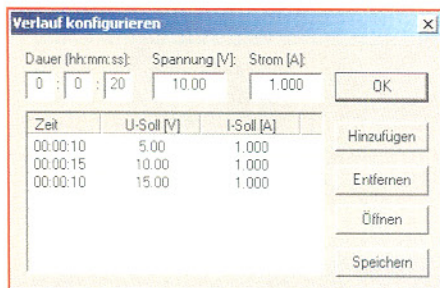 Verlauf konfigurieren
Dauer (hh:mm:ss): Spannung [V]: Strom [A]:
0 : 0 : 20 10.00 1.000 OK
Zeit U-Soll [V] I-Soll [A]
00:00:10 5.00 1.000
00:00:15 10.00 1.000
00:00:10 15.00 1.000
Hinzufügen
Entfernen
Öffnen
Speichern